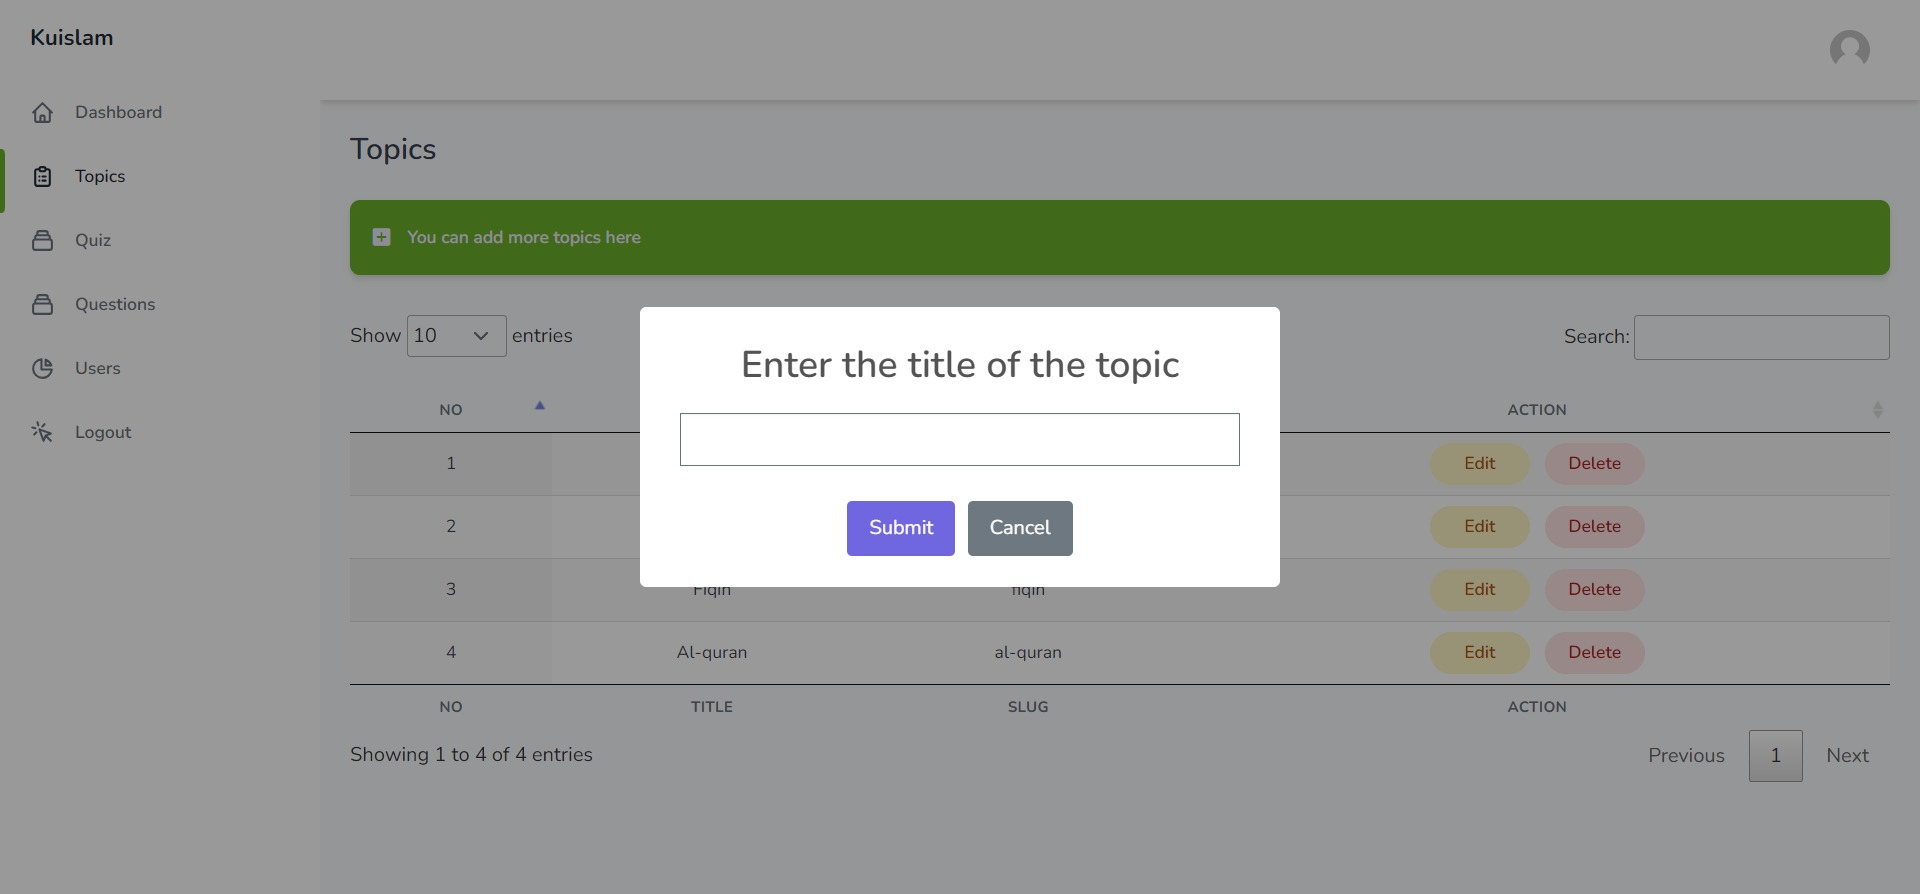 Kuislam
Dashboard
Topics
Quiz
Questions
Users
Logout
Topics
You can add more topics here
Show 10 entries
Search:
Enter the title of the topic
Submit Cancel
NO ACTION
1 Edit Delete
2 Edit Delete
3 Fiqih fiqih Edit Delete
4 Al-quran al-quran Edit Delete
NO TITLE SLUG ACTION
Showing 1 to 4 of 4 entries
Previous 1 Next